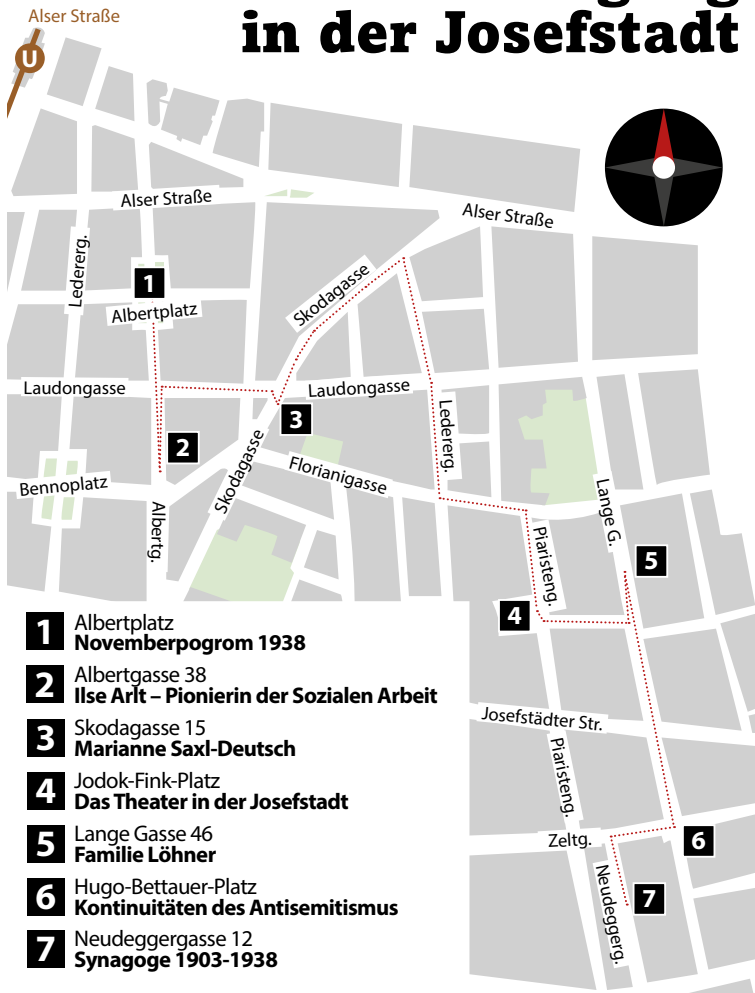 in der Josefstadt
Alser Straße
U
Alser Straße
Alser Straße
Lederrerg.
1
Albertplatz
Skodagasse
Laudongasse
Laudongasse
3
2
Ledererg.
Skodagasse
Florianigasse
Bennoplatz
Albertg.
Lange G.
Piaristeng.
5
4
Josefstädter Str.
Piaristeng.
Zeltg.
6
Neudeggerg.
7
1 Albertplatz
Novemberpogrom 1938
2 Albertgasse 38
Ilse Arlt – Pionierin der Sozialen Arbeit
3 Skodagasse 15
Marianne Saxl-Deutsch
4 Jodok-Fink-Platz
Das Theater in der Josefstadt
5 Lange Gasse 46
Familie Löhner
6 Hugo-Bettauer-Platz
Kontinuitäten des Antisemitismus
7 Neudeggergasse 12
Synagoge 1903-1938